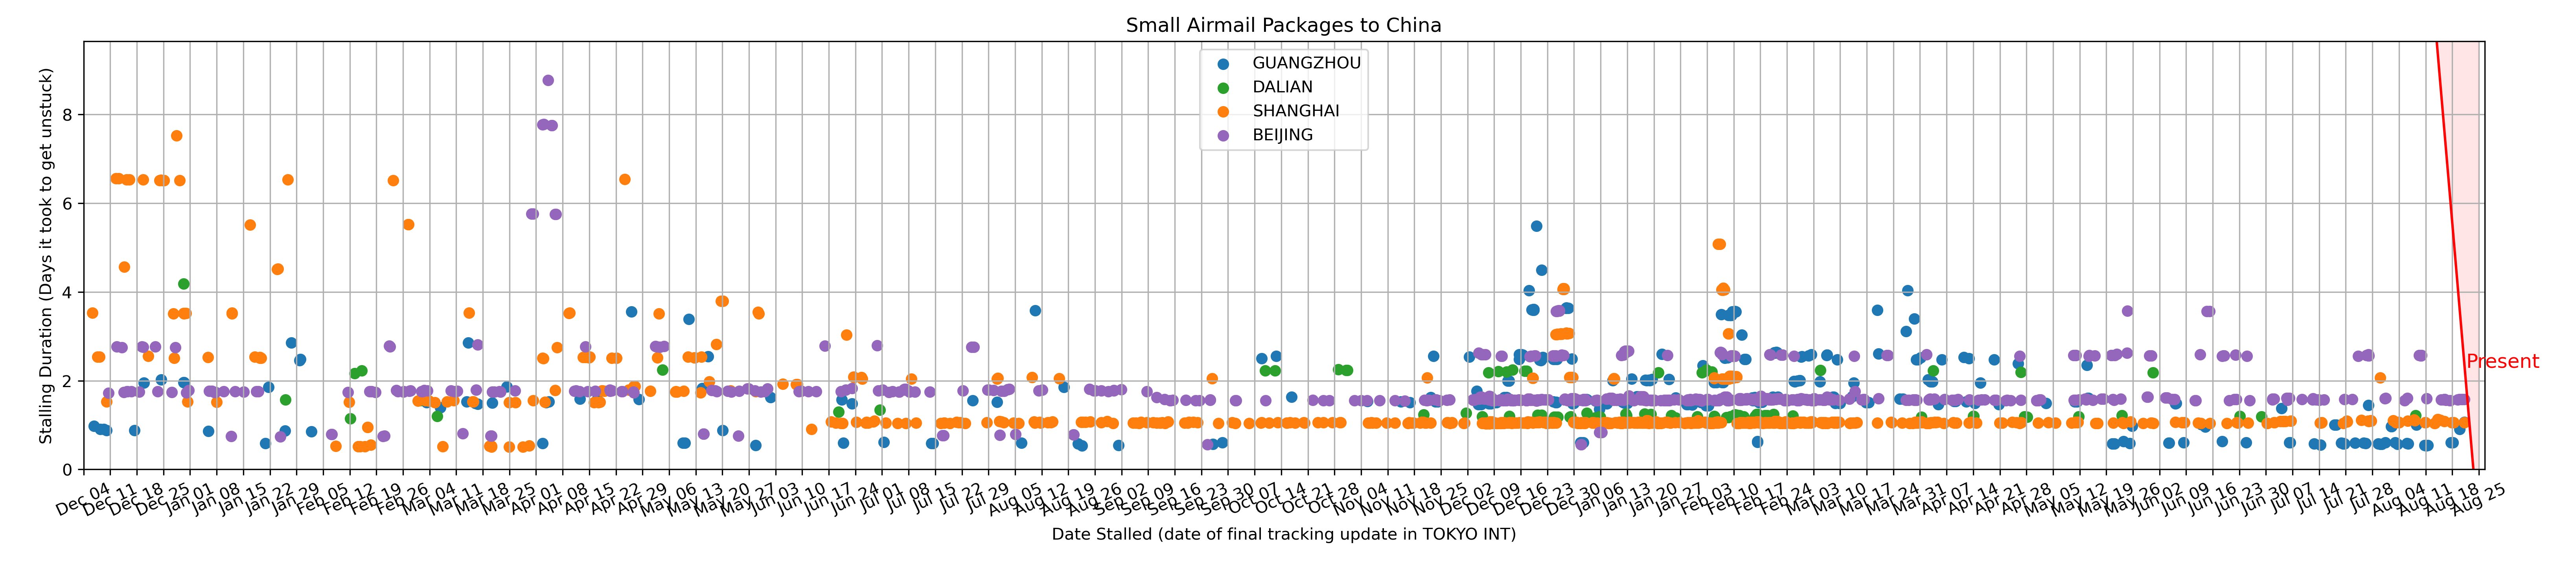 Small Airmail Packages to China
GUANGZHOU
DALIAN
SHANGHAI
BEIJING
Stalling Duration (Days it took to get unstuck)
8
6
4
2
0
Present
Dec 04 Dec 11 Dec 18 Dec 25 Jan 01 Jan 08 Jan 15 Jan 22 Jan 29 Feb 05 Feb 12 Feb 19 Feb 26 Mar 04 Mar 11 Mar 18 Mar 25 Apr 01 Apr 08 Apr 15 Apr 22 Apr 29 May 06 May 13 May 20 May 27 Jun 03 Jun 10 Jun 17 Jun 24 Jul 01 Jul 08 Jul 15 Jul 22 Jul 29 Aug 05 Aug 12 Aug 19 Aug 26 Sep 02 Sep 09 Sep 16 Sep 23 Sep 30 Oct 07 Oct 14 Oct 21 Oct 28 Nov 04 Nov 11 Nov 18 Nov 25 Dec 02 Dec 09 Dec 16 Dec 23 Dec 30 Jan 06 Jan 13 Jan 20 Jan 27 Feb 03 Feb 10 Feb 17 Feb 24 Mar 03 Mar 10 Mar 17 Mar 24 Mar 31 Apr 07 Apr 14 Apr 21 Apr 28 May 05 May 12 May 19 May 26 Jun 02 Jun 09 Jun 16 Jun 23 Jun 30 Jul 07 Jul 14 Jul 21 Jul 28 Aug 04 Aug 11 Aug 18 Aug 25
Date Stalled (date of final tracking update in TOKYO INT)